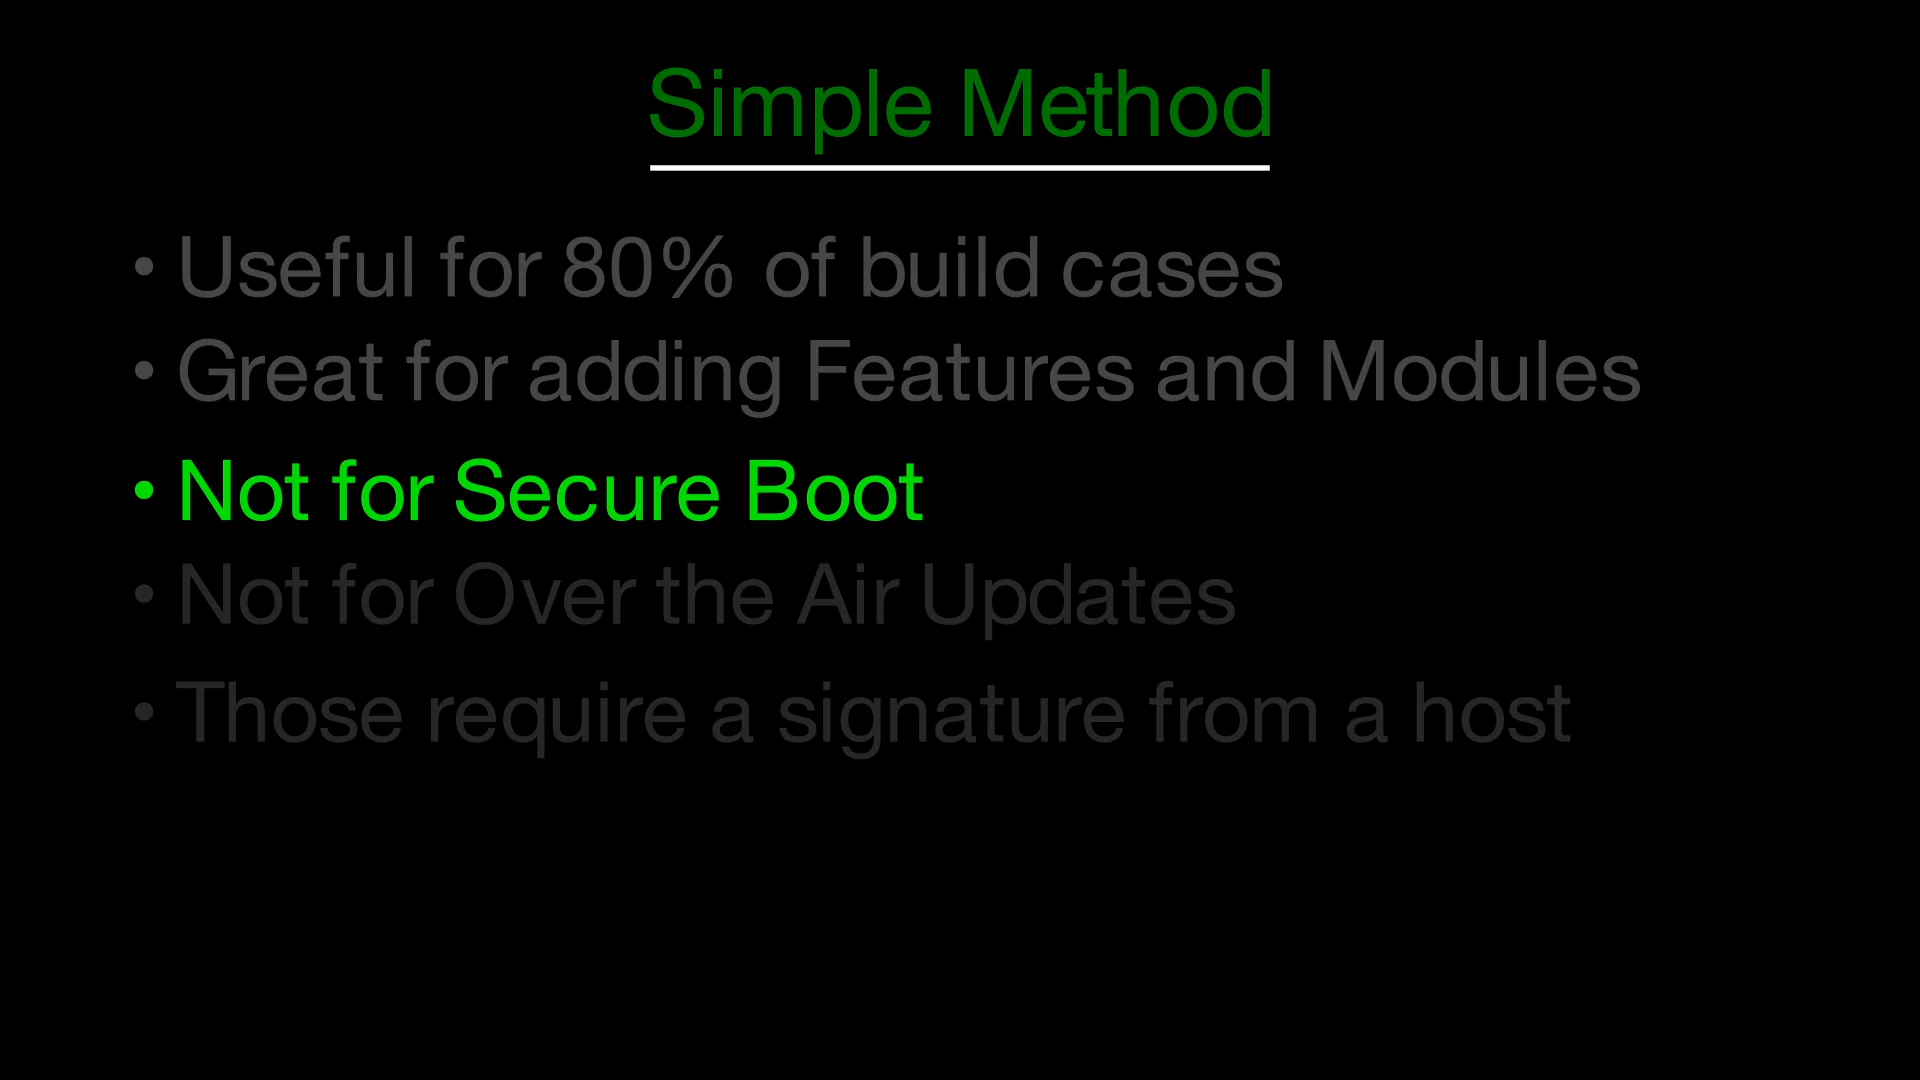 Simple Method
• Useful for 80% of build cases
• Great for adding Features and Modules
• Not for Secure Boot
• Not for Over the Air Updates
• Those require a signature from a host